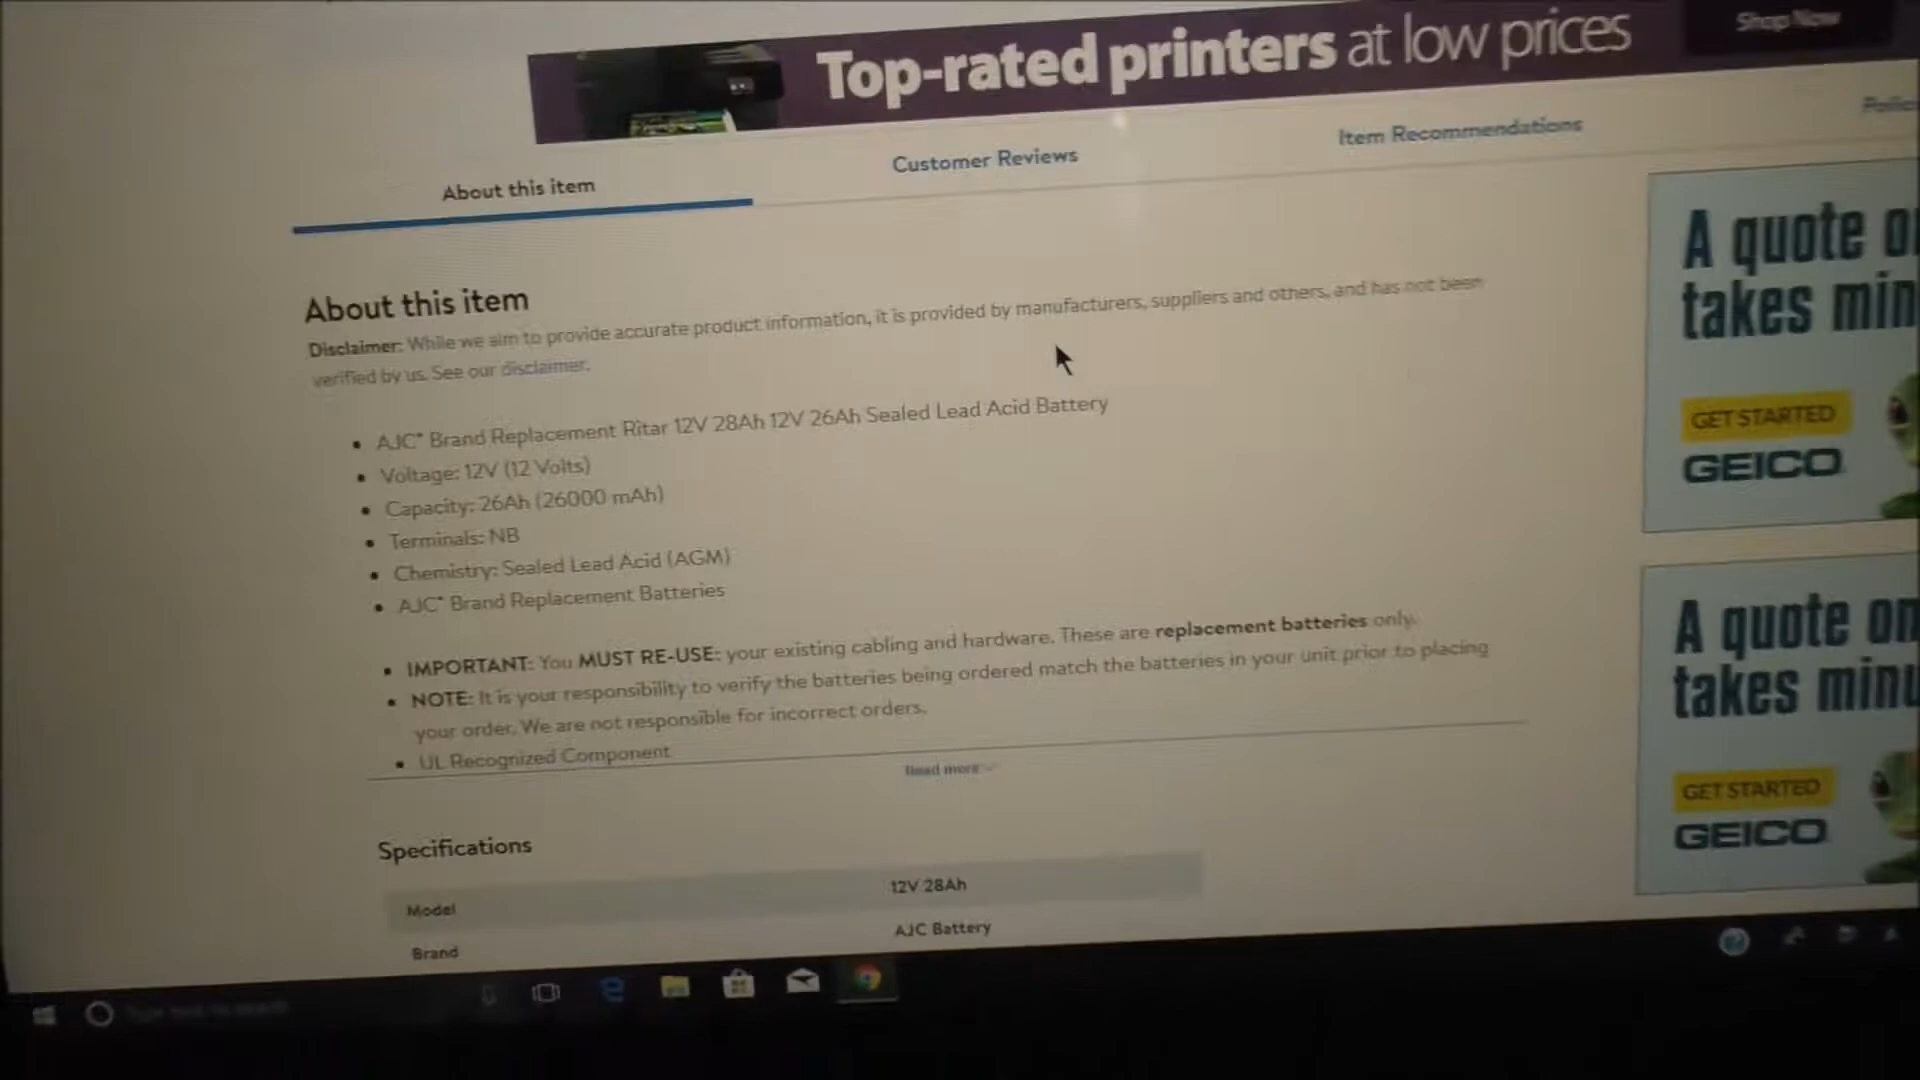 Top-rated printers at low prices
Shop Now
About this item
Customer Reviews
Item Recommendations
About this item
Disclaimer: While we aim to provide accurate product information, it is provided by manufacturers, suppliers and others, and has not been
verified by us. See our disclaimer.
AJC® Brand Replacement Ritar 12V 28Ah 12V 26Ah Sealed Lead Acid Battery
Voltage: 12V (12 Volts)
Capacity: 26Ah (26000 mAh)
Terminals: NB
Chemistry: Sealed Lead Acid (AGM)
AJC® Brand Replacement Batteries
IMPORTANT: You MUST RE-USE: your existing cabling and hardware. These are replacement batteries only.
NOTE: It is your responsibility to verify the batteries being ordered match the batteries in your unit prior to placing
your order. We are not responsible for incorrect orders.
UL Recognized Component
Read more
Specifications
Model 12V 28Ah
Brand AJC Battery
A quote o
takes min
GET STARTED
GEICO
A quote on
takes minu
GET STARTED
GEICO